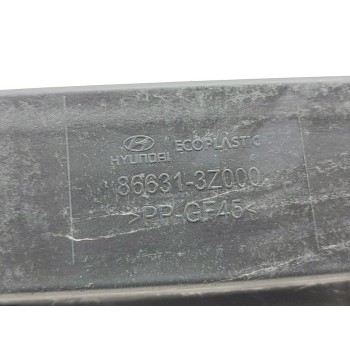 HYUNDAI ECOPLASTIC
86631-3Z000
>PP-GF45<